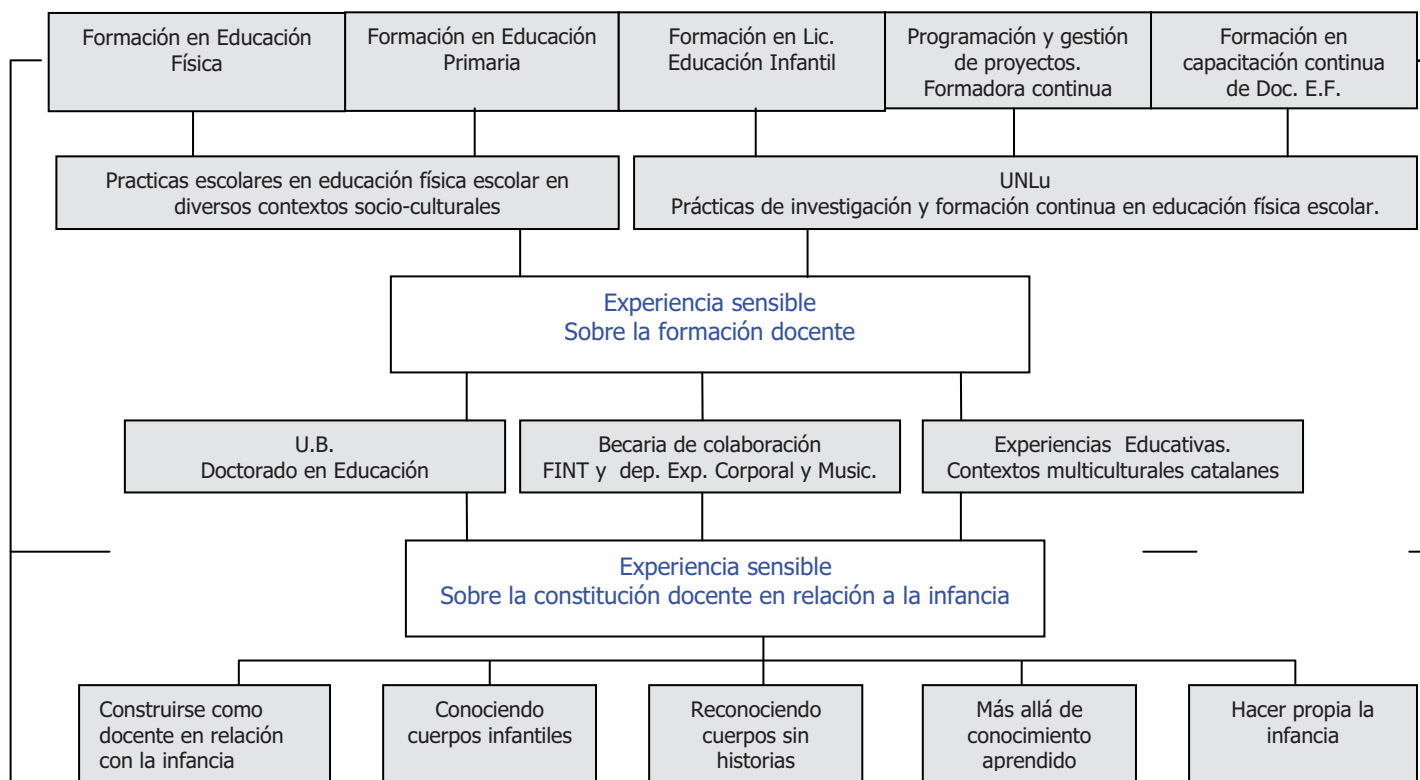 Formación en Educación
Física
Formación en Educación
Primaria
Formación en Lic.
Educación Infantil
Programación y gestión
de proyectos.
Formadora continua
Formación en
capacitación continua
de Doc. E.F.
Practicas escolares en educación física escolar en
diversos contextos socio-culturales
UNLu
Prácticas de investigación y formación continua en educación física escolar.
Experiencia sensible
Sobre la formación docente
U.B.
Doctorado en Educación
Becaria de colaboración
FINT y dep. Exp. Corporal y Music.
Experiencias Educativas.
Contextos multiculturales catalanes
Experiencia sensible
Sobre la constitución docente en relación a la infancia
Construirse como
docente en relación
con la infancia
Conociendo
cuerpos infantiles
Reconociendo
cuerpos sin
historias
Más allá de
conocimiento
aprendido
Hacer propia la
infancia